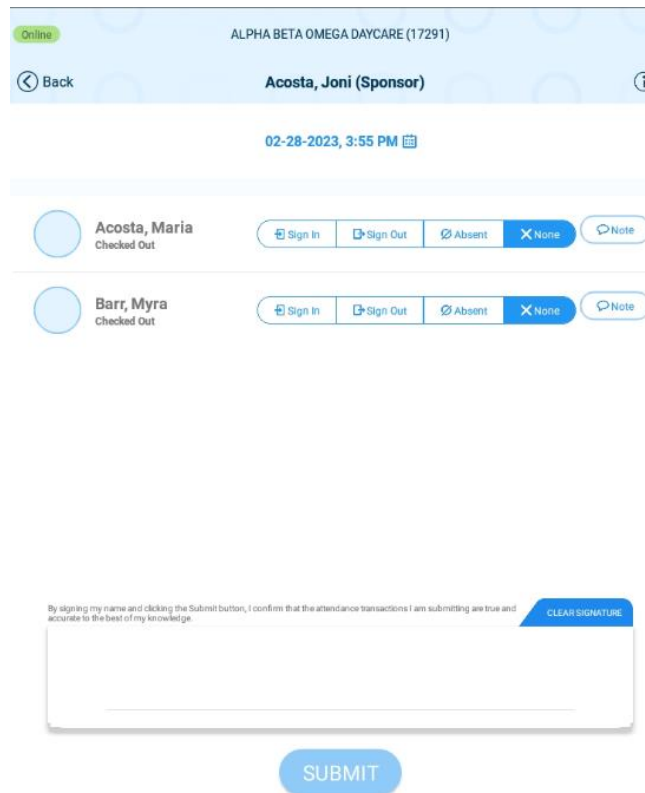 Online
ALPHA BETA OMEGA DAYCARE (17291)
Back
Acosta, Joni (Sponsor)
02-28-2023, 3:55 PM
Acosta, Maria
Checked Out
Sign In
Sign Out
Absent
None
Note
Barr, Myra
Checked Out
Sign In
Sign Out
Absent
None
Note
By signing my name and clicking the Submit button, I confirm that the attendance transactions I am submitting are true and
accurate to the best of my knowledge.
CLEAR SIGNATURE
SUBMIT